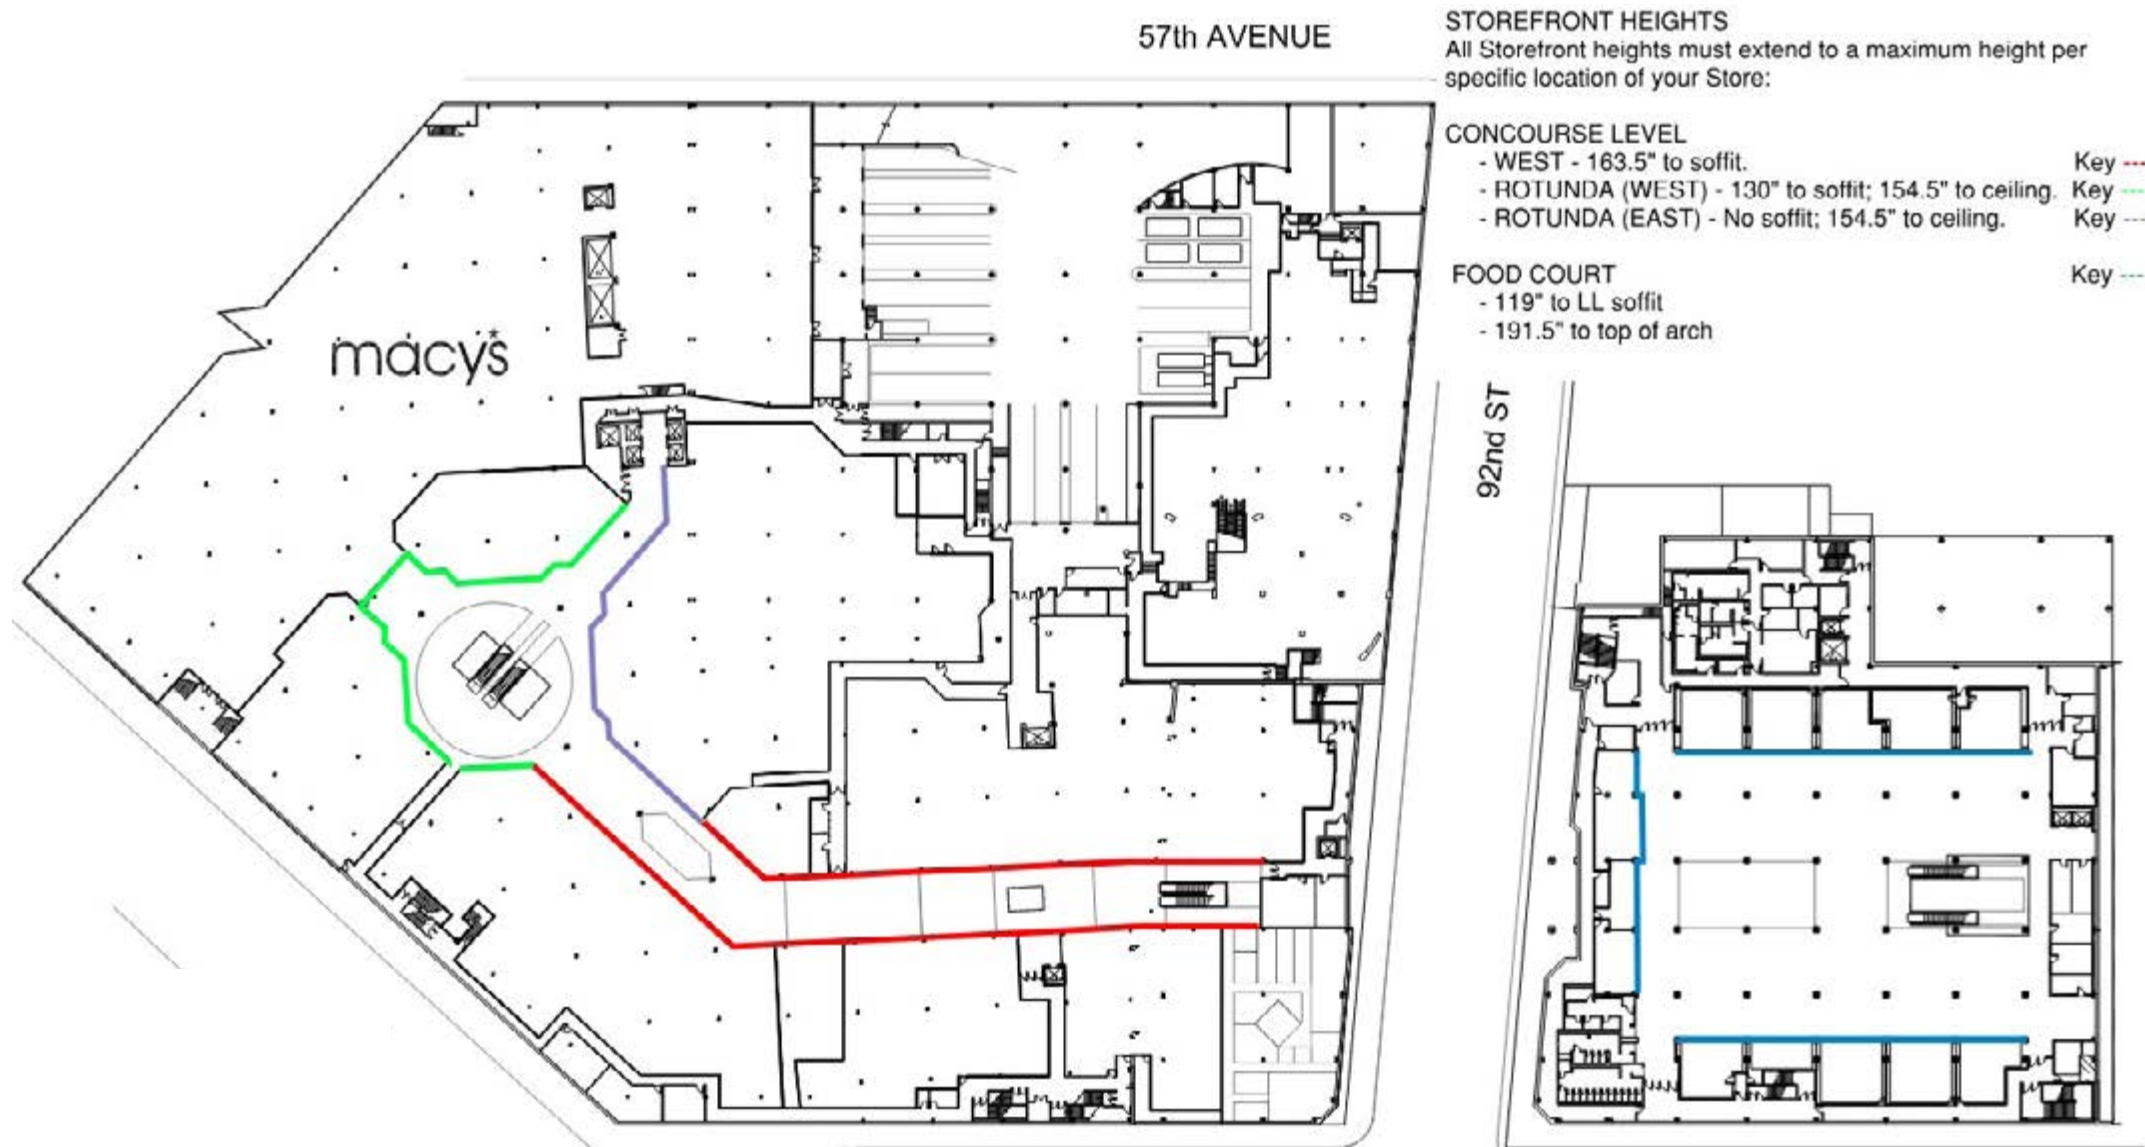 57th AVENUE
STOREFRONT HEIGHTS
All Storefront heights must extend to a maximum height per
specific location of your Store:
CONCOURSE LEVEL
- WEST - 163.5" to soffit. Key
- ROTUNDA (WEST) - 130" to soffit; 154.5" to ceiling. Key
- ROTUNDA (EAST) - No soffit; 154.5" to ceiling. Key
FOOD COURT Key
- 119" to LL soffit
- 191.5" to top of arch
macy*s
92nd ST